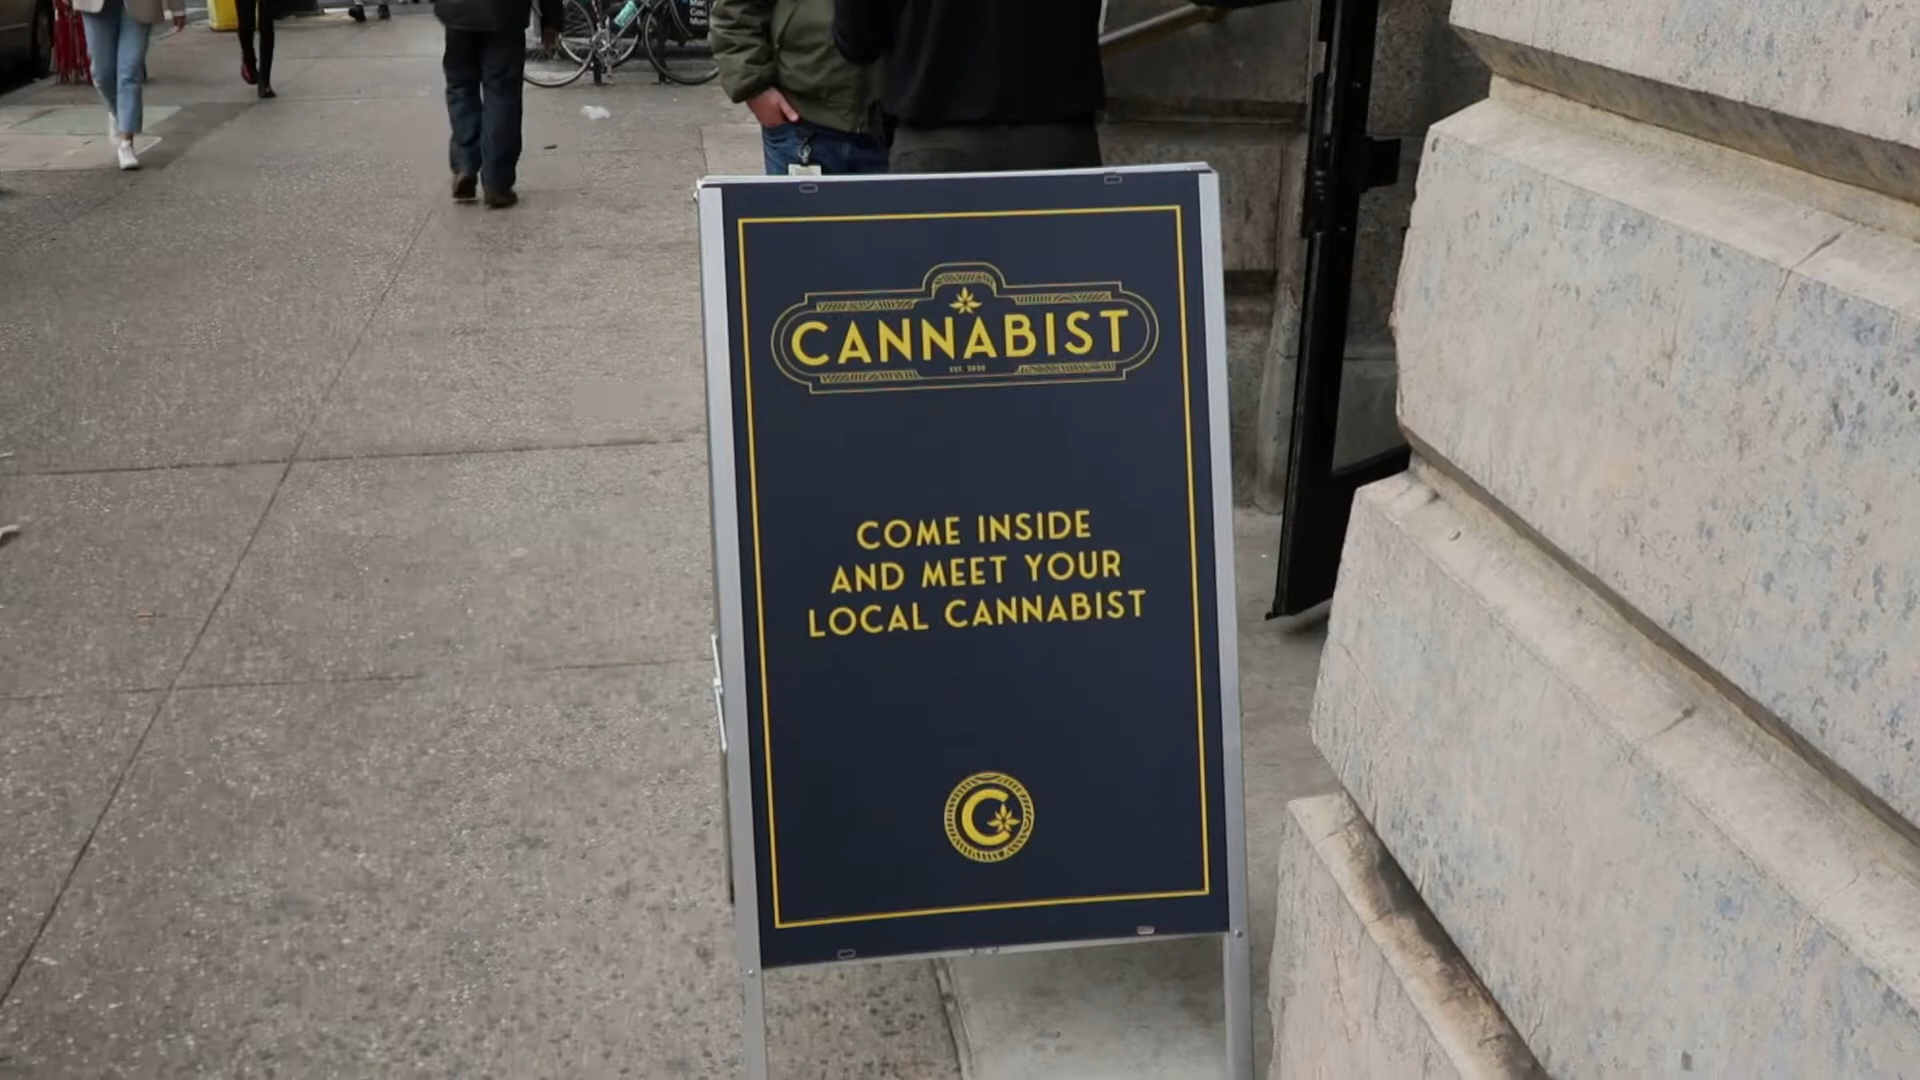 CANNABIST
EST. 2020
COME INSIDE
AND MEET YOUR
LOCAL CANNABIST
C